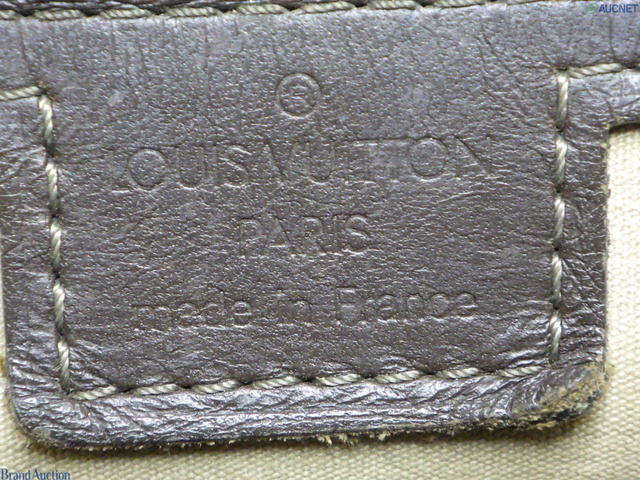 AUCNET
®
LOUIS VUITTON
PARIS
made in France
Brand Auction